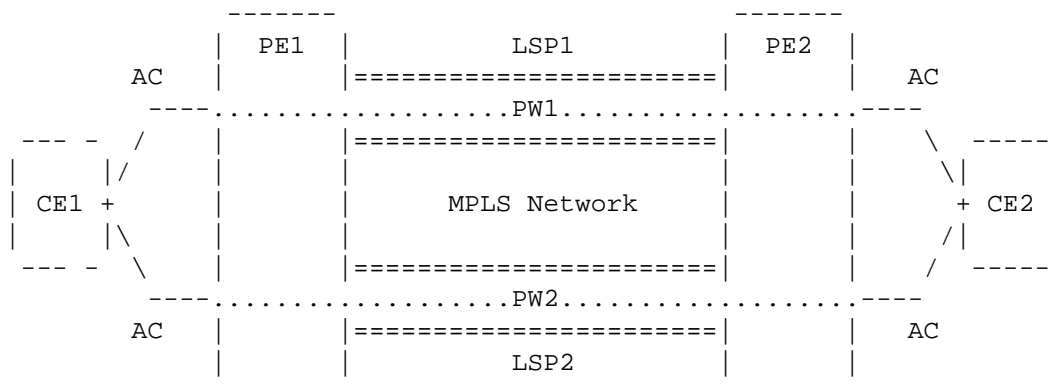 PE1 LSP1 PE2
AC AC
PW1
CE1 MPLS Network CE2
PW2
AC AC
LSP2